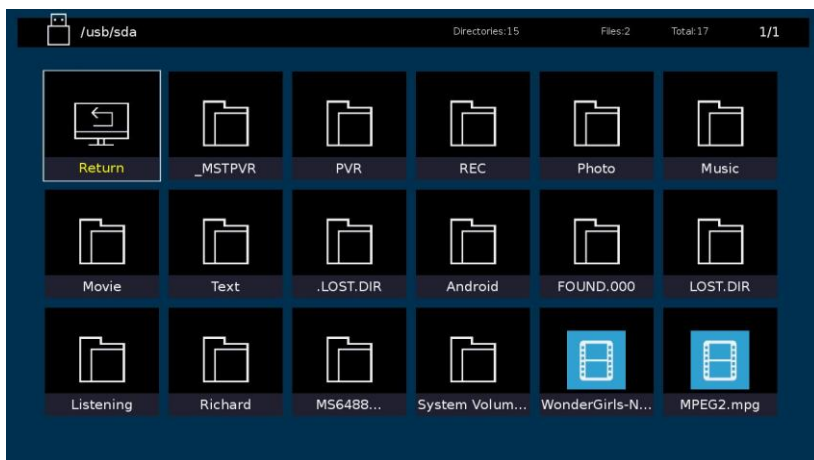 /usb/sda Directories:15 Files:2 Total:17 1/1
Return _MSTPVR PVR REC Photo Music
Movie Text .LOST.DIR Android FOUND.000 LOST.DIR
Listening Richard MS6488... System Volum... WonderGirls-N... MPEG2.mpg